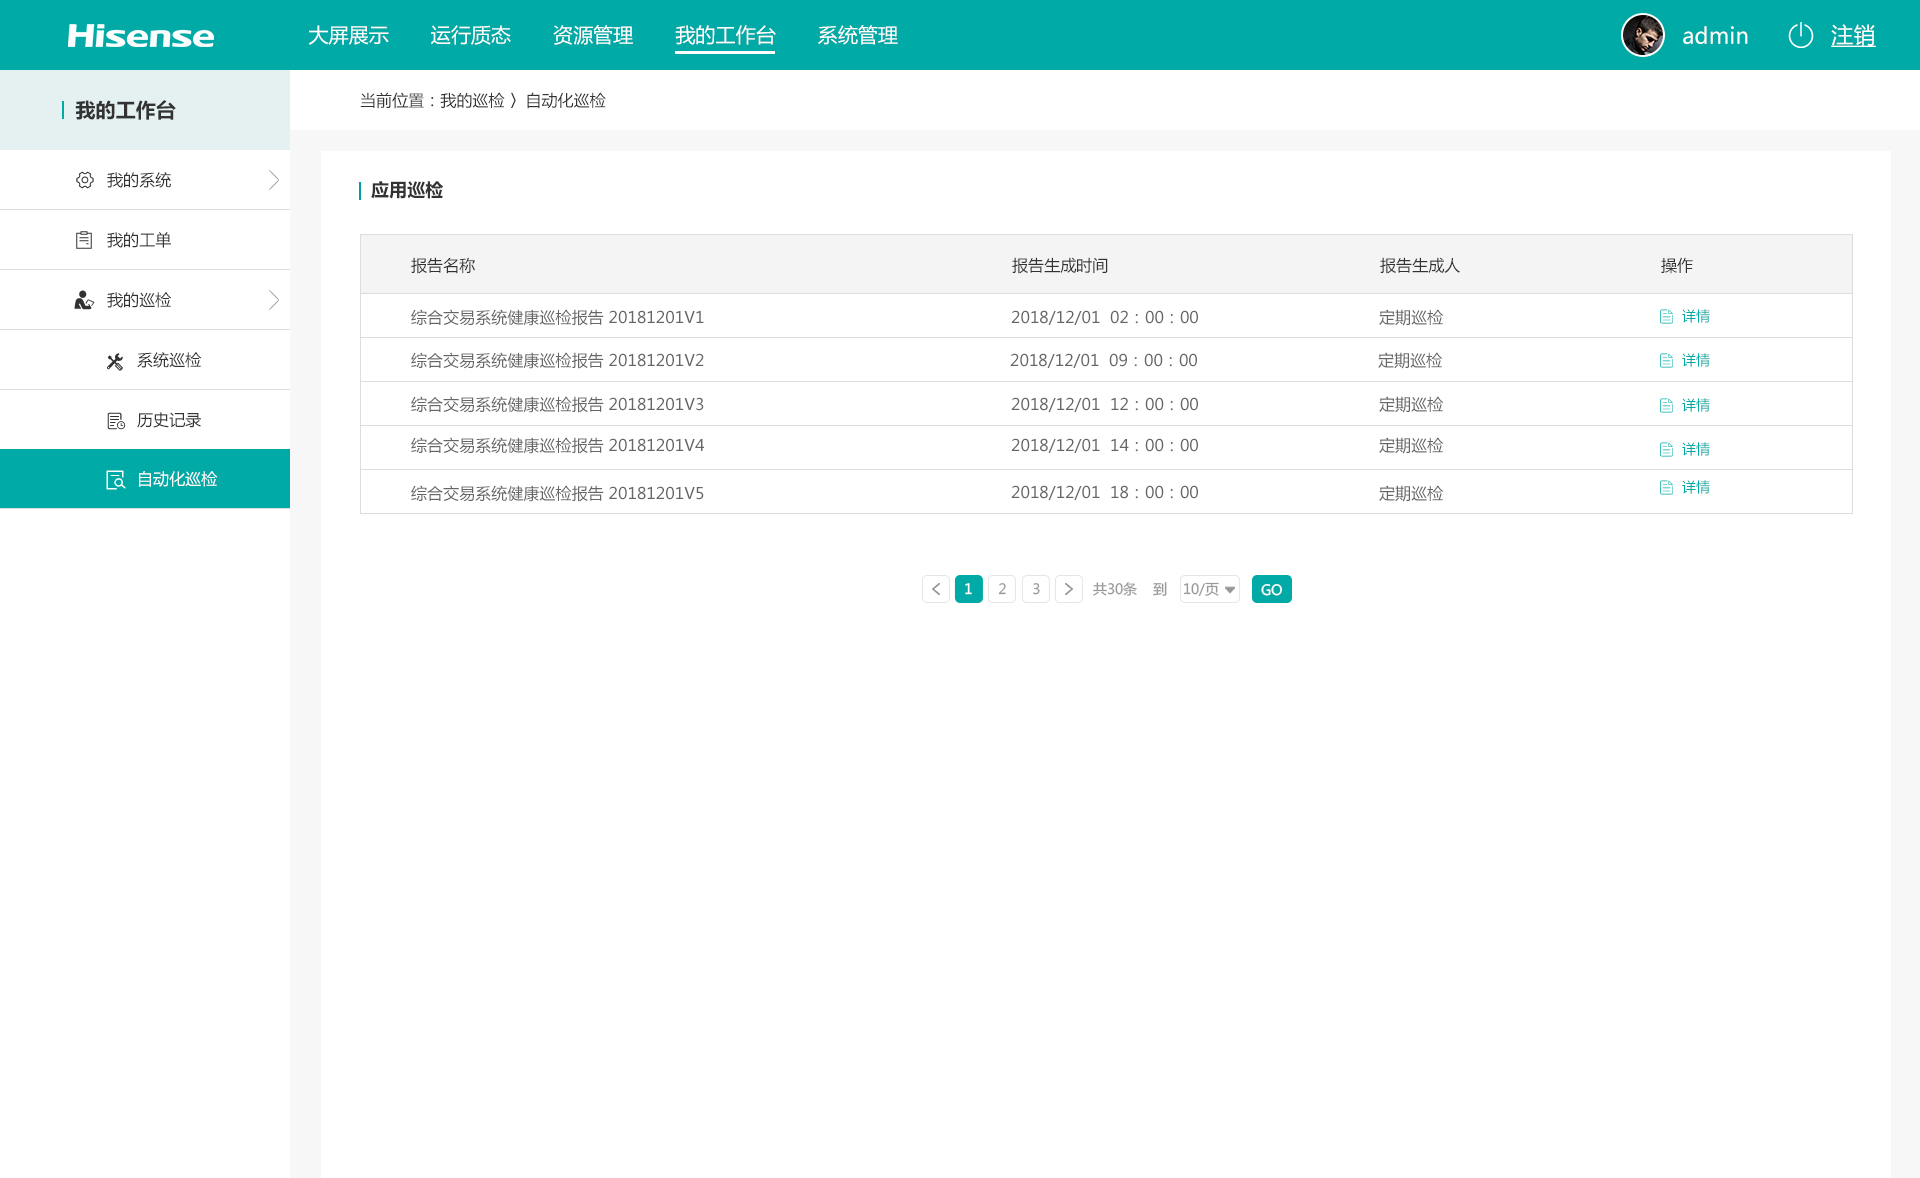 Hisense 大屏展示 运行质态 资源管理 我的工作台 系统管理 admin 注销
我的工作台
当前位置：我的巡检 〉自动化巡检
我的系统
我的工单
我的巡检
系统巡检
历史记录
自动化巡检
应用巡检
报告名称 报告生成时间 报告生成人 操作
综合交易系统健康巡检报告 20181201V1 2018/12/01 02：00：00 定期巡检 详情
综合交易系统健康巡检报告 20181201V2 2018/12/01 09：00：00 定期巡检 详情
综合交易系统健康巡检报告 20181201V3 2018/12/01 12：00：00 定期巡检 详情
综合交易系统健康巡检报告 20181201V4 2018/12/01 14：00：00 定期巡检 详情
综合交易系统健康巡检报告 20181201V5 2018/12/01 18：00：00 定期巡检 详情
1 2 3 共30条 到 10/页 GO